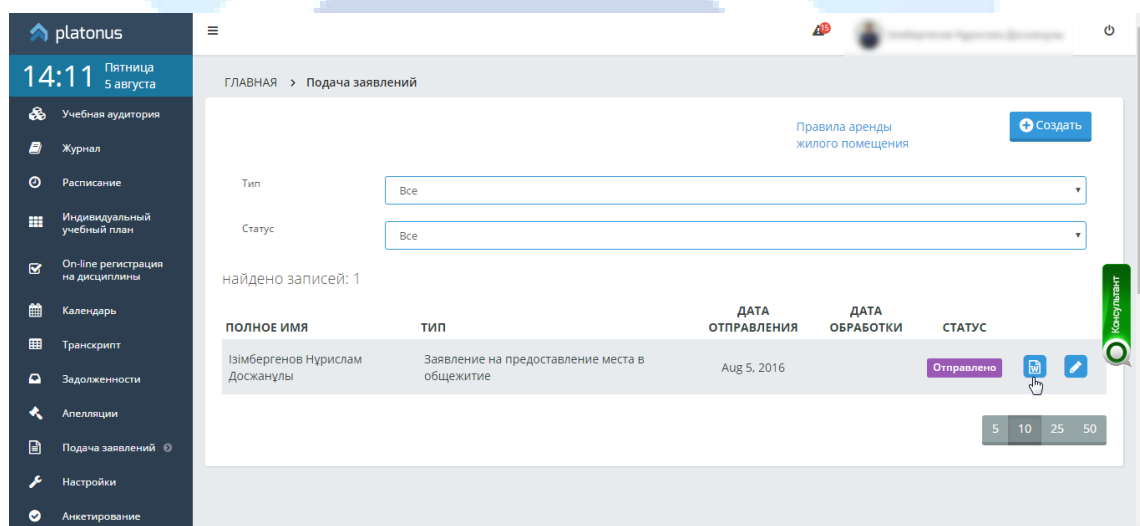 platonus
15
14:11 Пятница
5 августа
ГЛАВНАЯ > Подача заявлений
Учебная аудитория
Журнал
Расписание
Индивидуальный
учебный план
On-line регистрация
на дисциплины
Календарь
Транскрипт
Задолженности
Апелляции
Подача заявлений
Настройки
Анкетирование
Правила аренды
жилого помещения
Создать
Тип
Все
Статус
Все
найдено записей: 1
ПОЛНОЕ ИМЯ
ТИП
ДАТА
ОТПРАВЛЕНИЯ
ДАТА
ОБРАБОТКИ
СТАТУС
Ізімбергенов Нұрислам
Досжанұлы
Заявление на предоставление места в
общежитие
Aug 5, 2016
Отправлено
5 10 25 50
Консультант